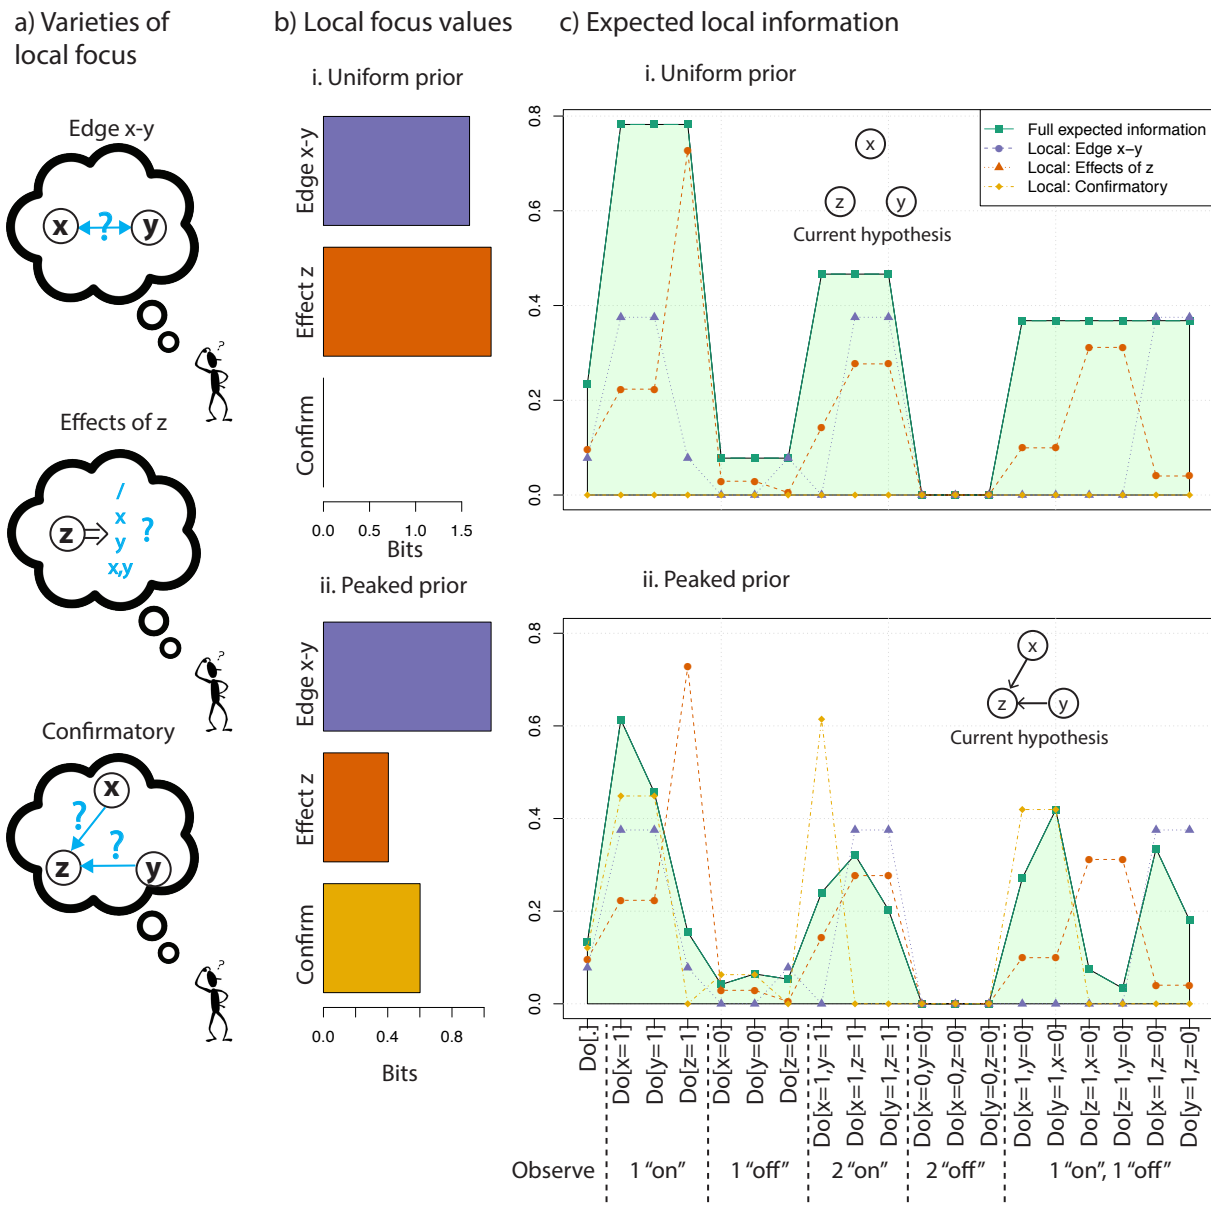 a) Varieties of
local focus
Edge x-y
x ? y
?
Effects of z
z
/
x
y
x,y
?
?
Confirmatory
x
?
?
z
y
?
b) Local focus values
i. Uniform prior
Edge x-y
Effect z
Confirm
0.0 0.5 1.0 1.5
Bits
ii. Peaked prior
Edge x-y
Effect z
Confirm
0.0 0.4 0.8
Bits
c) Expected local information
i. Uniform prior
0.8
0.6
0.4
0.2
0.0
Full expected information
Local: Edge x−y
Local: Effects of z
Local: Confirmatory
x
z y
Current hypothesis
ii. Peaked prior
0.8
0.6
0.4
0.2
0.0
x
z y
Current hypothesis
Do[.]
Do[x=1]
Do[y=1]
Do[z=1]
Do[x=0]
Do[y=0]
Do[z=0]
Do[x=1,y=1]
Do[x=1,z=1]
Do[y=1,z=1]
Do[x=0,y=0]
Do[x=0,z=0]
Do[y=0,z=0]
Do[x=1,y=0]
Do[y=1,x=0]
Do[z=1,x=0]
Do[z=1,y=0]
Do[x=1,z=0]
Do[y=1,z=0]
Observe 1 “on” 1 “off” 2 “on” 2 “off” 1 “on”, 1 “off”